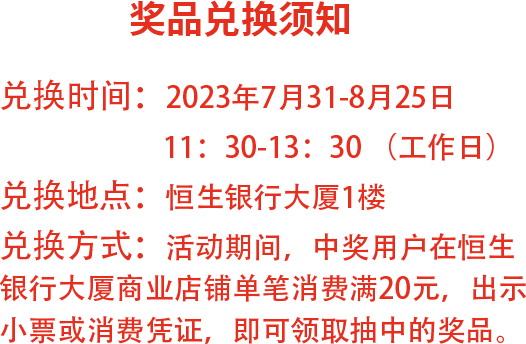 奖品兑换须知
兑换时间：2023年7月31-8月25日
11：30-13：30 （工作日）
兑换地点：恒生银行大厦1楼
兑换方式：活动期间，中奖用户在恒生
银行大厦商业店铺单笔消费满20元，出示
小票或消费凭证，即可领取抽中的奖品。